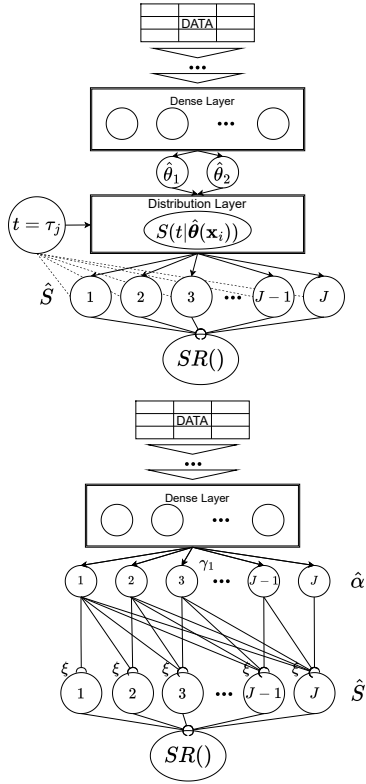 DATA
...
Dense Layer
...
θ̂₁ θ̂₂
Distribution Layer
t = τⱼ
S(t|θ̂(xᵢ))
Ŝ 1 2 3 ... J − 1 J
SR()
DATA
...
Dense Layer
...
γ₁
1 2 3 ... J − 1 J α̂
ξ ξ ξ ξ ξ
1 2 3 ... J − 1 J Ŝ
SR()